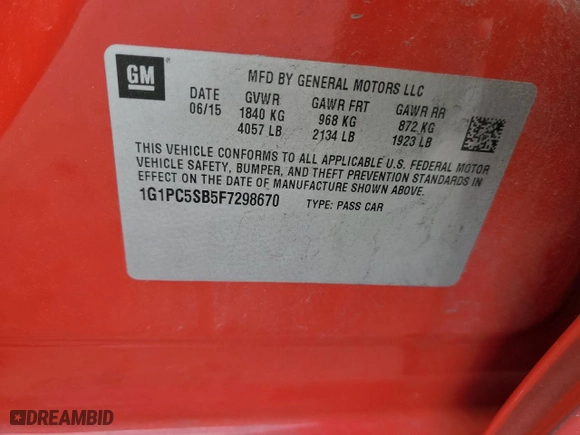 GM
MFD BY GENERAL MOTORS LLC
DATE GVWR GAWR FRT GAWR RR
06/15 1840 KG 968 KG 872 KG
4057 LB 2134 LB 1923 LB
THIS VEHICLE CONFORMS TO ALL APPLICABLE U.S. FEDERAL MOTOR
VEHICLE SAFETY, BUMPER, AND THEFT PREVENTION STANDARDS IN
EFFECT ON THE DATE OF MANUFACTURE SHOWN ABOVE.
1G1PC5SB5F7298670 TYPE: PASS CAR
DREAMBID